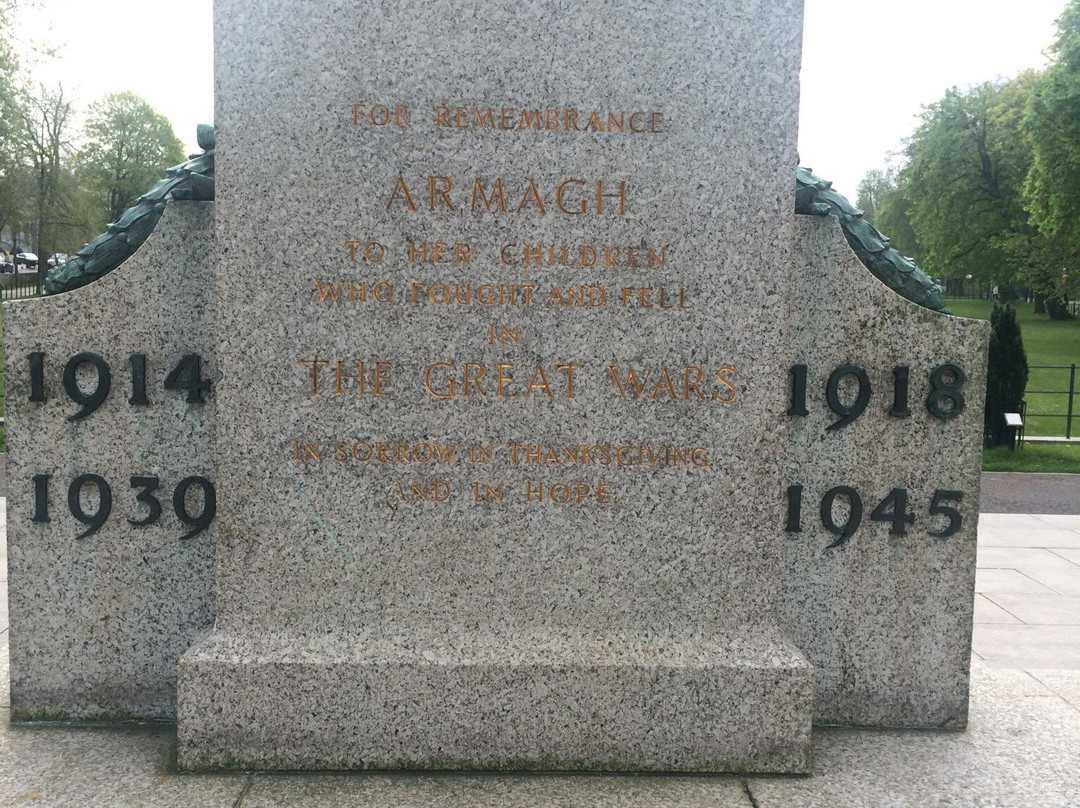 FOR REMEMBRANCE
ARMAGH
TO HER CHILDREN
WHO FOUGHT AND FELL
IN
THE GREAT WARS
IN SORROW, IN THANKSGIVING,
AND IN HOPE.
1914 1918
1939 1945